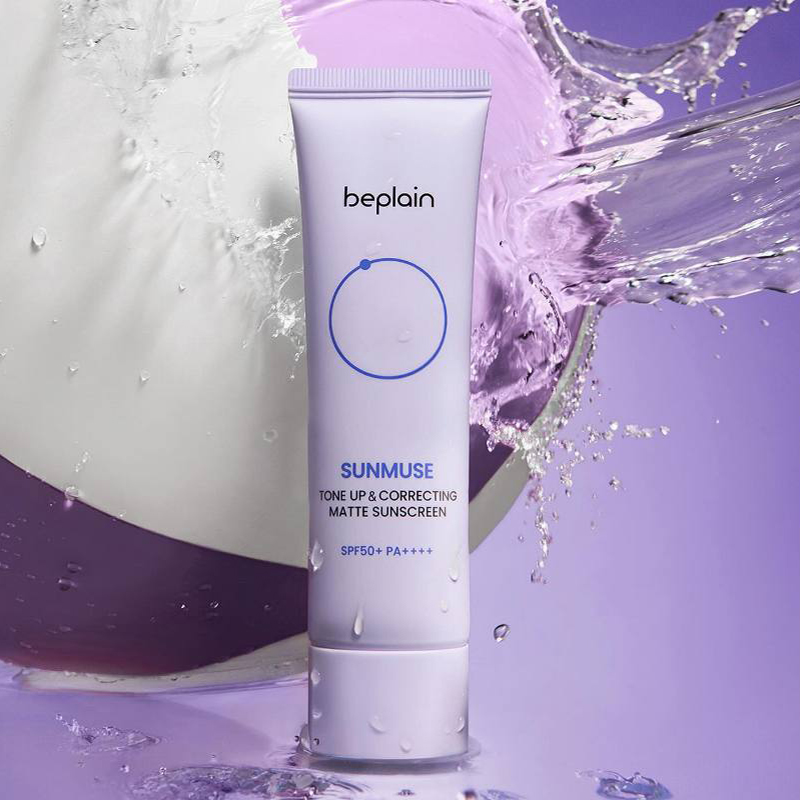 beplain
SUNMUSE
TONE UP & CORRECTING
MATTE SUNSCREEN
SPF50+ PA++++